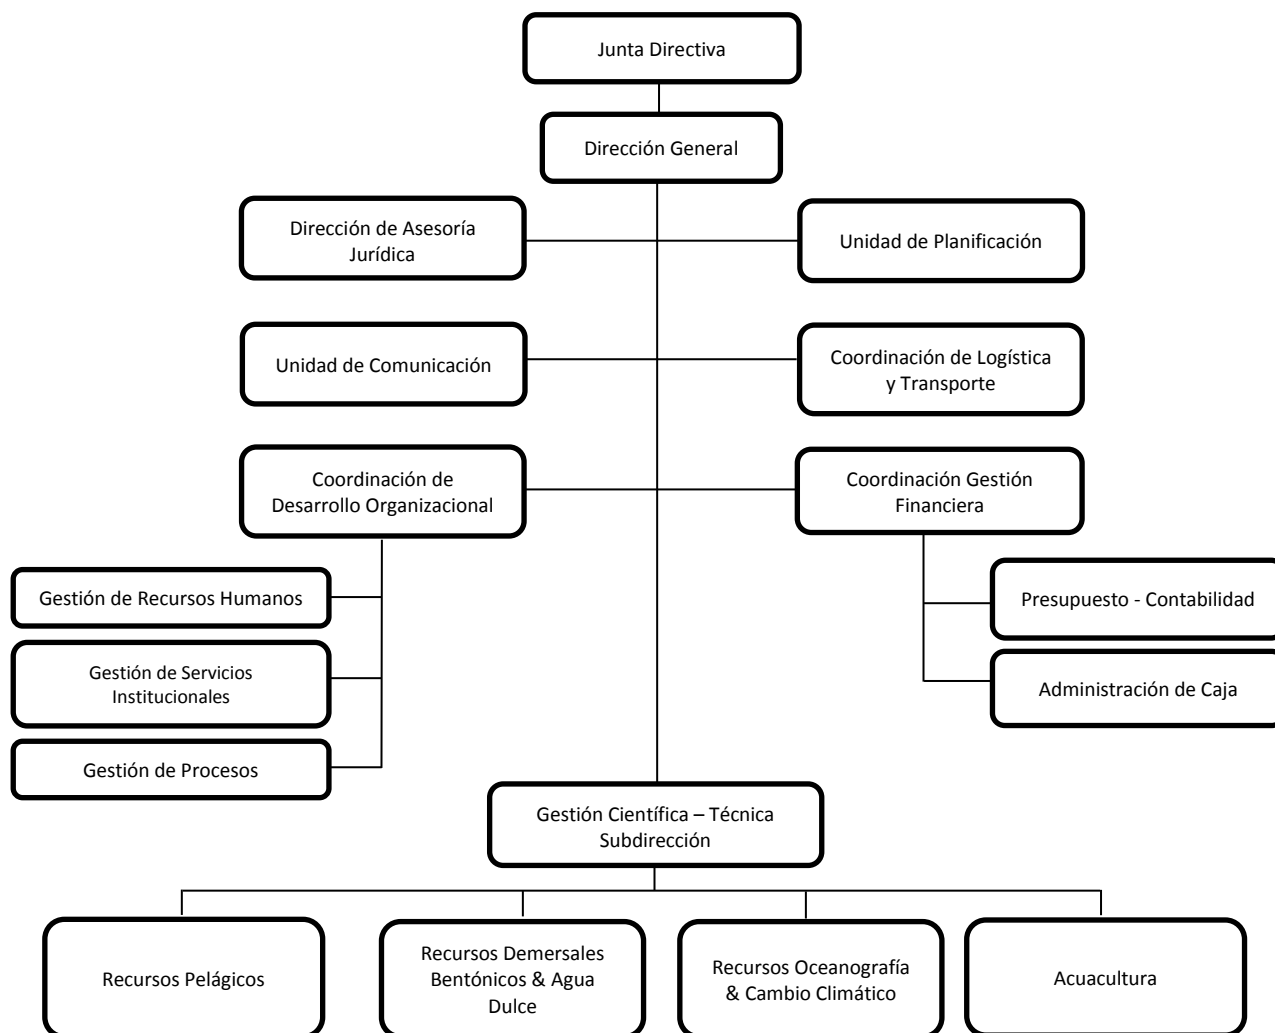 Junta Directiva
Dirección General
Dirección de Asesoría
Jurídica
Unidad de Planificación
Unidad de Comunicación
Coordinación de Logística
y Transporte
Coordinación de
Desarrollo Organizacional
Coordinación Gestión
Financiera
Gestión de Recursos Humanos
Gestión de Servicios
Institucionales
Gestión de Procesos
Presupuesto - Contabilidad
Administración de Caja
Gestión Científica – Técnica
Subdirección
Recursos Pelágicos
Recursos Demersales
Bentónicos & Agua
Dulce
Recursos Oceanografía
& Cambio Climático
Acuacultura